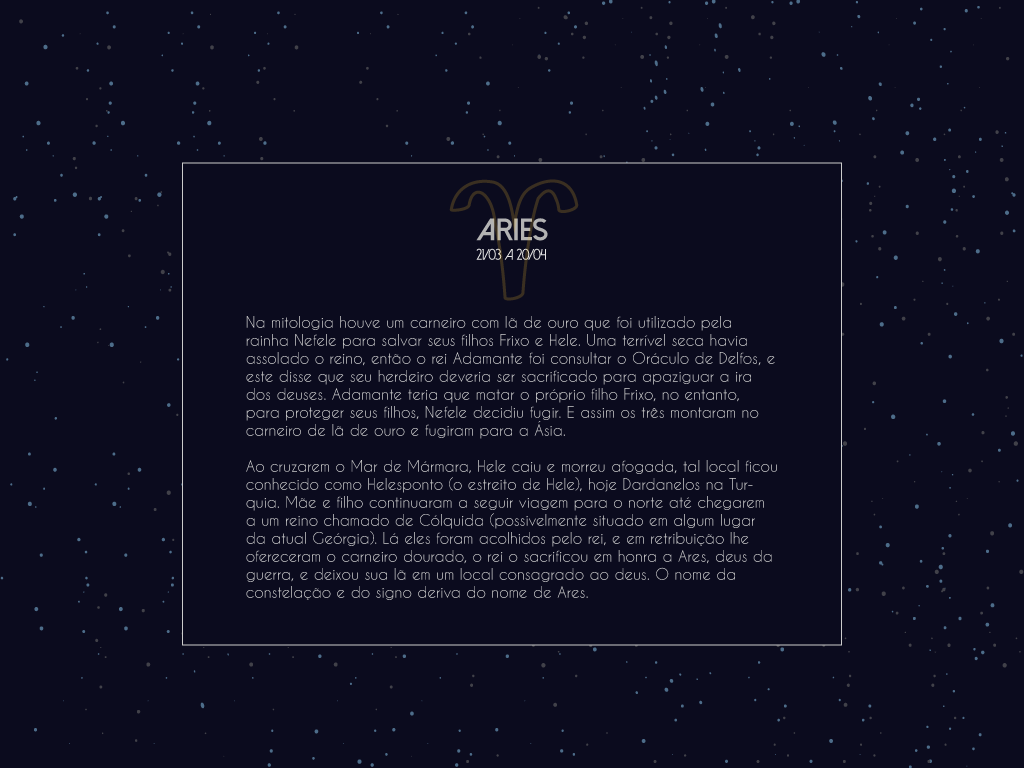 ARIES
21/03 A 20/04
Na mitologia houve um carneiro com lã de ouro que foi utilizado pela
rainha Nefele para salvar seus filhos Frixo e Hele. Uma terrível seca havia
assolado o reino, então o rei Adamante foi consultar o Oráculo de Delfos, e
este disse que seu herdeiro deveria ser sacrificado para apaziguar a ira
dos deuses. Adamante teria que matar o próprio filho Frixo, no entanto,
para proteger seus filhos, Nefele decidiu fugir. E assim os três montaram no
carneiro de lã de ouro e fugiram para a Ásia.
Ao cruzarem o Mar de Mármara, Hele caiu e morreu afogada, tal local ficou
conhecido como Helesponto (o estreito de Hele), hoje Dardanelos na Tur-
quia. Mãe e filho continuaram a seguir viagem para o norte até chegarem
a um reino chamado de Cólquida (possivelmente situado em algum lugar
da atual Geórgia). Lá eles foram acolhidos pelo rei, e em retribuição lhe
ofereceram o carneiro dourado, o rei o sacrificou em honra a Ares, deus da
guerra, e deixou sua lã em um local consagrado ao deus. O nome da
constelação e do signo deriva do nome de Ares.